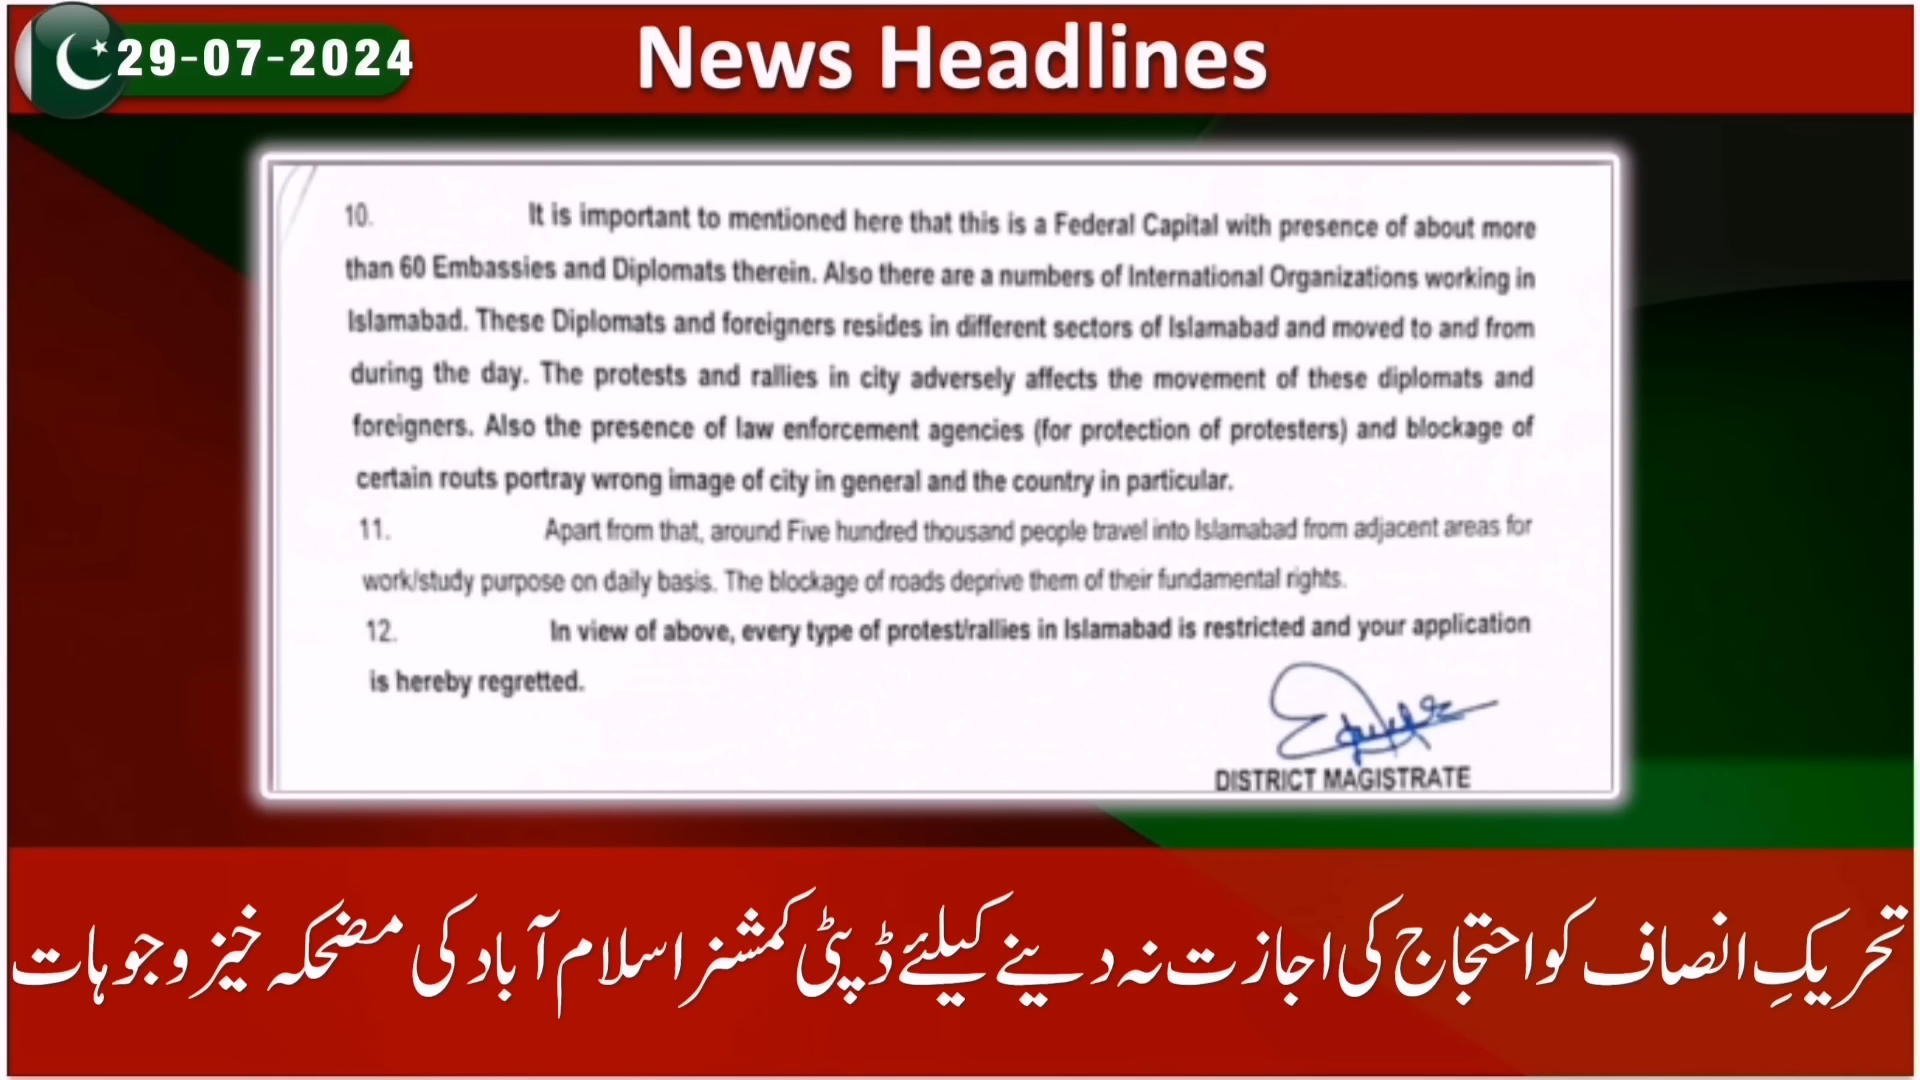 29-07-2024
News Headlines
10. It is important to mentioned here that this is a Federal Capital with presence of about more
than 60 Embassies and Diplomats therein. Also there are a numbers of International Organizations working in
Islamabad. These Diplomats and foreigners resides in different sectors of Islamabad and moved to and from
during the day. The protests and rallies in city adversely affects the movement of these diplomats and
foreigners. Also the presence of law enforcement agencies (for protection of protesters) and blockage of
certain routs portray wrong image of city in general and the country in particular.
11. Apart from that, around Five hundred thousand people travel into Islamabad from adjacent areas for
work/study purpose on daily basis. The blockage of roads deprive them of their fundamental rights.
12. In view of above, every type of protest/rallies in Islamabad is restricted and your application
is hereby regretted.
DISTRICT MAGISTRATE
تحریکِ انصاف کو احتجاج کی اجازت نہ دینے کیلئے ڈپٹی کمشنر اسلام آباد کی مضحکہ خیز وجوہات